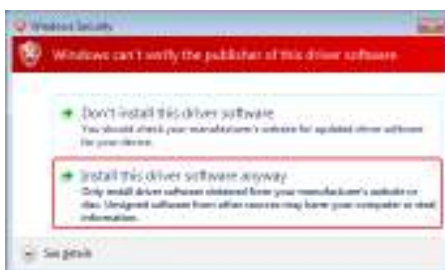 Windows Security
Windows can't verify the publisher of this driver software
Don't install this driver software
You should check your manufacturer's website for updated driver software
for your device.
Install this driver software anyway
Only install driver software obtained from your manufacturer's website or
disc. Unsigned software from other sources may harm your computer or steal
information.
See details